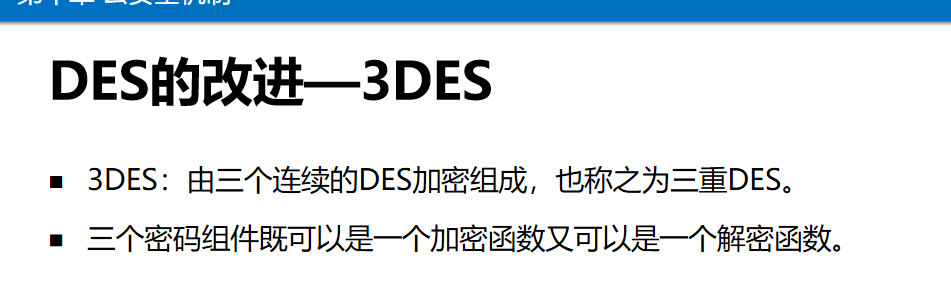 DES的改进—3DES
■ 3DES：由三个连续的DES加密组成，也称之为三重DES。
■ 三个密码组件既可以是一个加密函数又可以是一个解密函数。